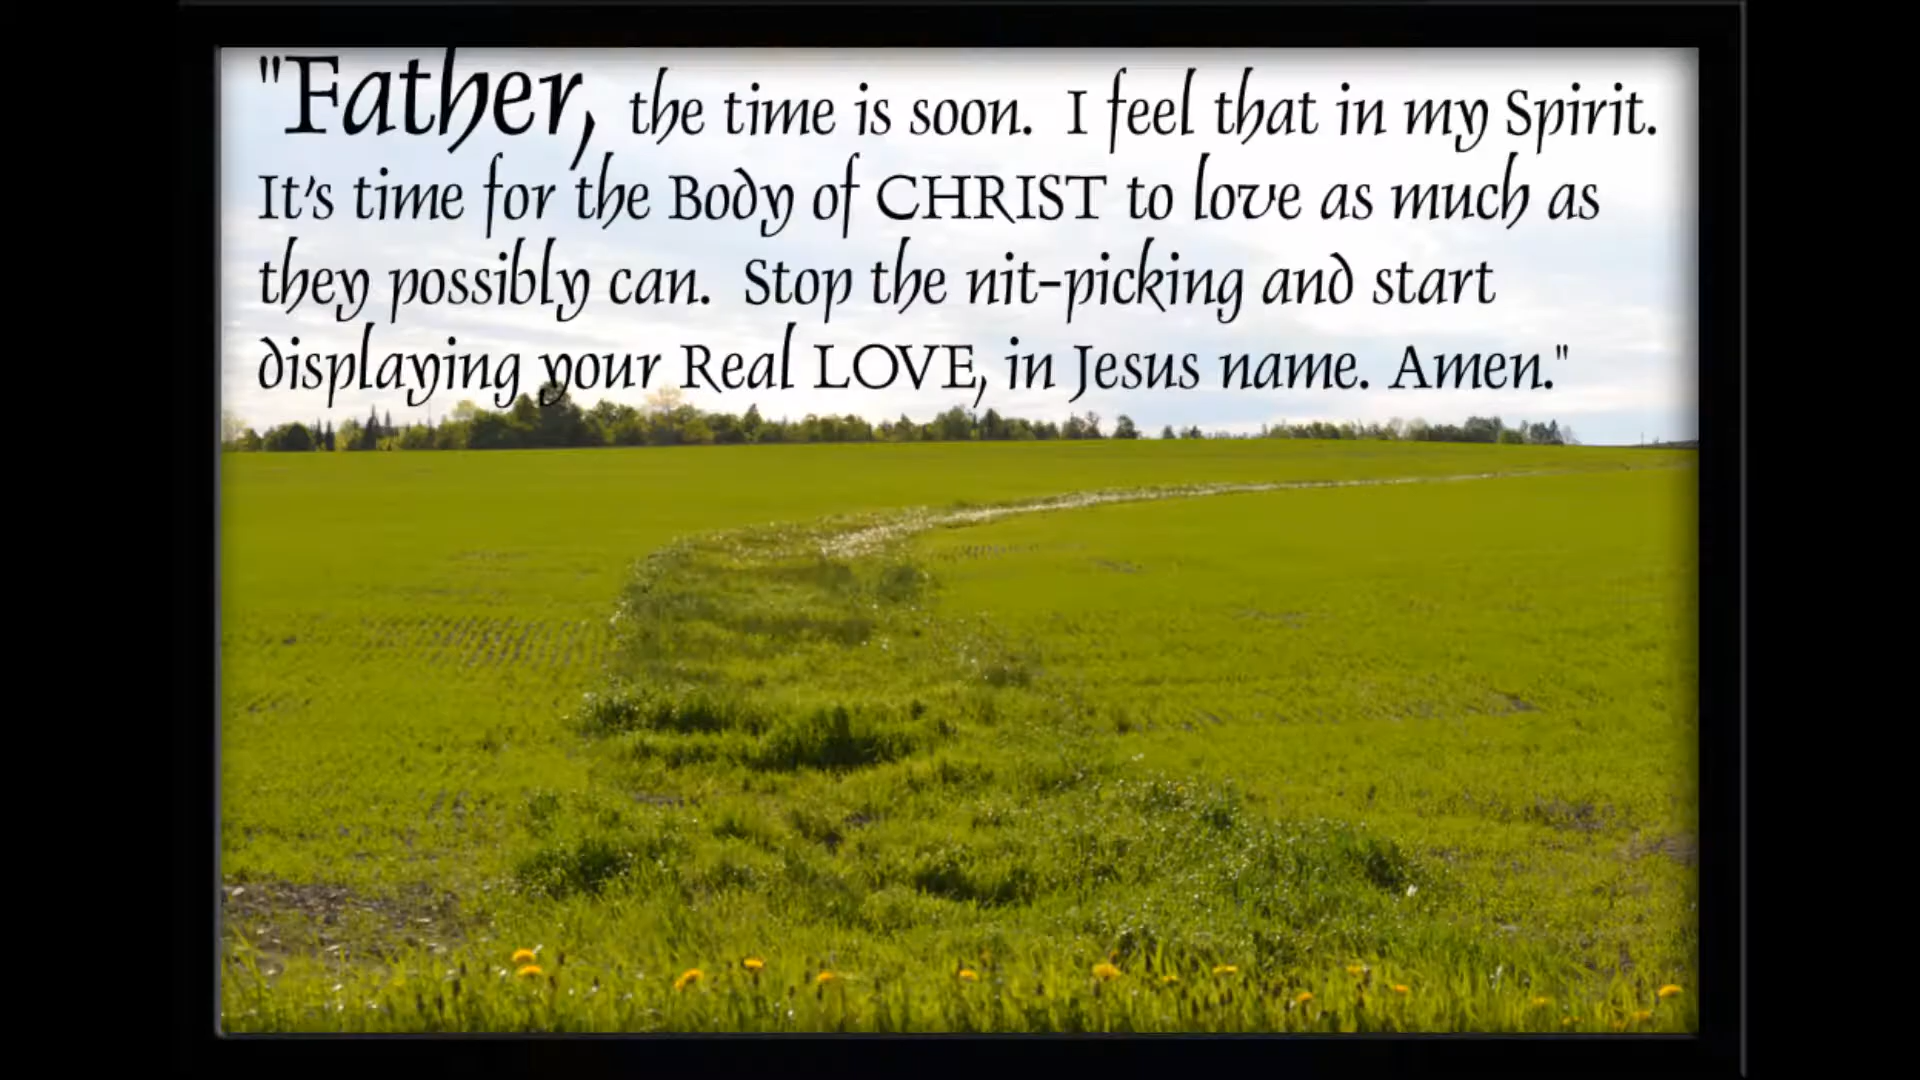 "Father, the time is soon.  I feel that in my Spirit.
It's time for the Body of CHRIST to love as much as
they possibly can.  Stop the nit-picking and start
displaying your Real LOVE, in Jesus name. Amen."